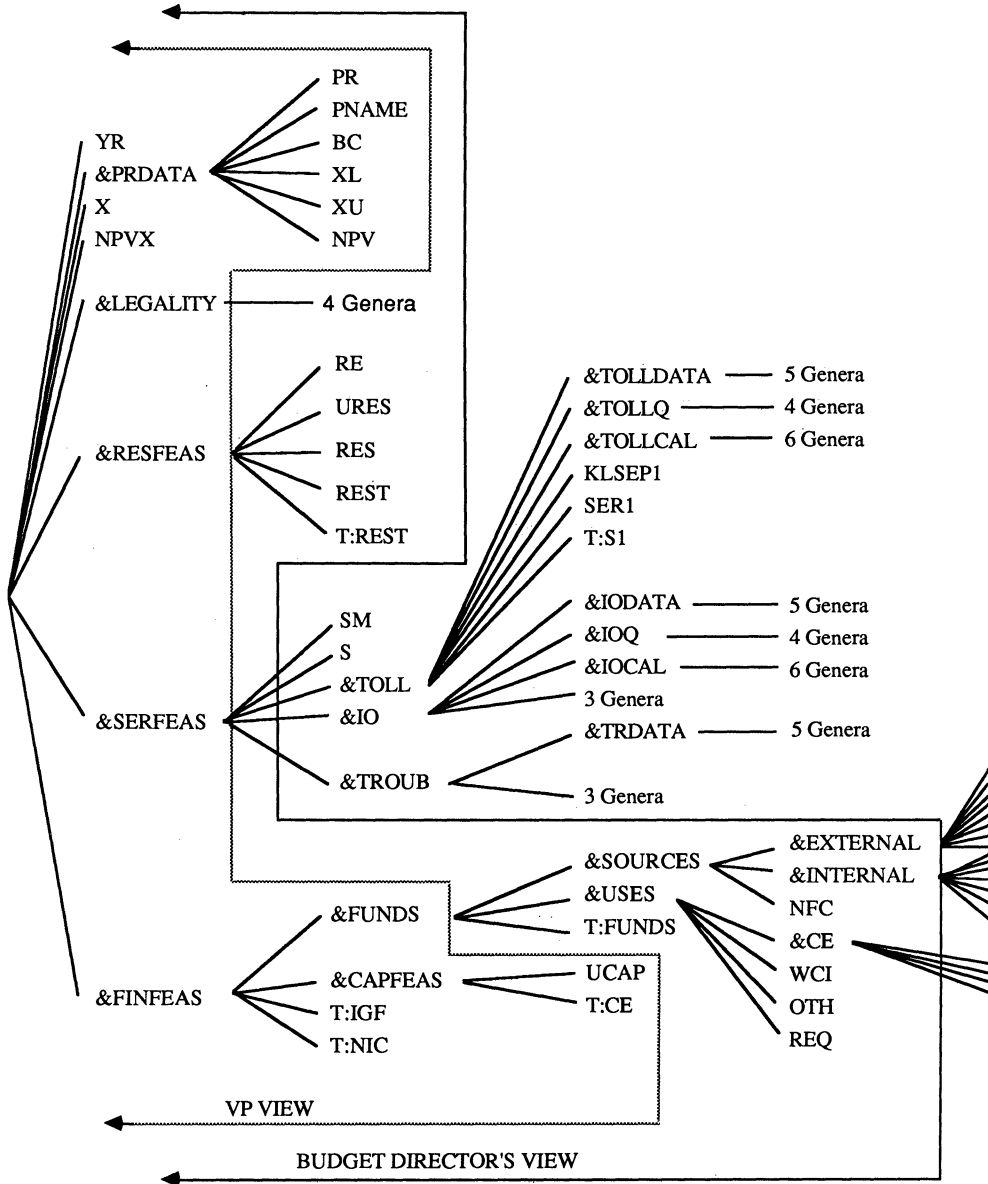 PR
PNAME
YR
BC
&PRDATA
XL
X
XU
NPVX
NPV
&LEGALITY
4 Genera
RE
URES
&RESFEAS
RES
REST
T:REST
&TOLLDATA
5 Genera
&TOLLQ
4 Genera
&TOLLCAL
6 Genera
KLSEP1
SER1
T:S1
SM
S
&TOLL
&SERFEAS
&IO
&TROUB
&IODATA
5 Genera
&IOQ
4 Genera
&IOCAL
6 Genera
3 Genera
&TRDATA
5 Genera
3 Genera
&FUNDS
&FINFEAS
&CAPFEAS
T:IGF
T:NIC
&SOURCES
&USES
T:FUNDS
UCAP
T:CE
&EXTERNAL
&INTERNAL
NFC
&CE
WCI
OTH
REQ
VP VIEW
BUDGET DIRECTOR'S VIEW